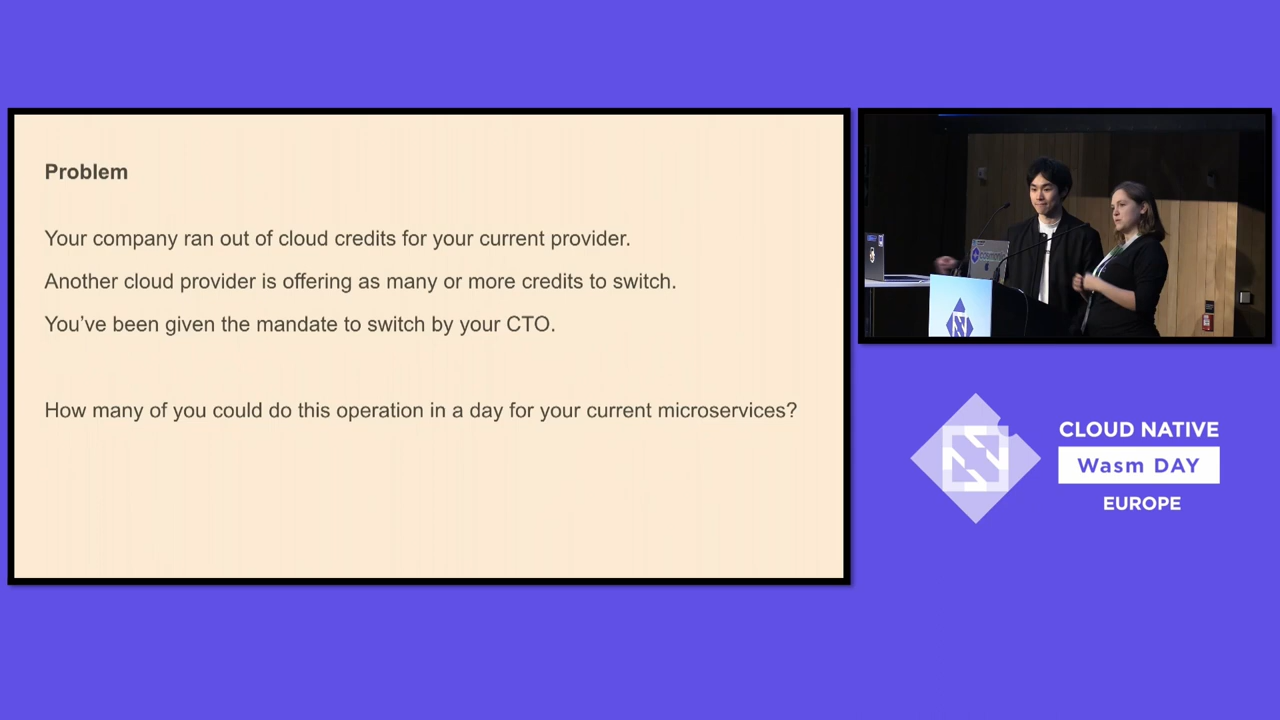 Problem
Your company ran out of cloud credits for your current provider.
Another cloud provider is offering as many or more credits to switch.
You've been given the mandate to switch by your CTO.
How many of you could do this operation in a day for your current microservices?
CLOUD NATIVE
Wasm DAY
EUROPE